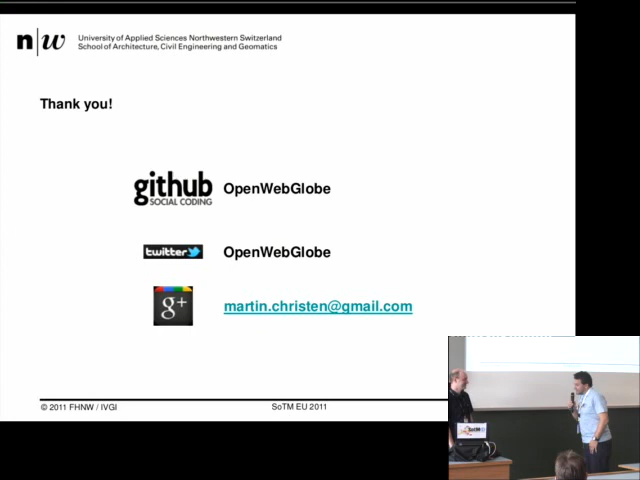 n|w University of Applied Sciences Northwestern Switzerland
School of Architecture, Civil Engineering and Geomatics
Thank you!
github OpenWebGlobe
SOCIAL CODING
twitter OpenWebGlobe
g+ martin.christen@gmail.com
© 2011 FHNW / IVGI SoTM EU 2011